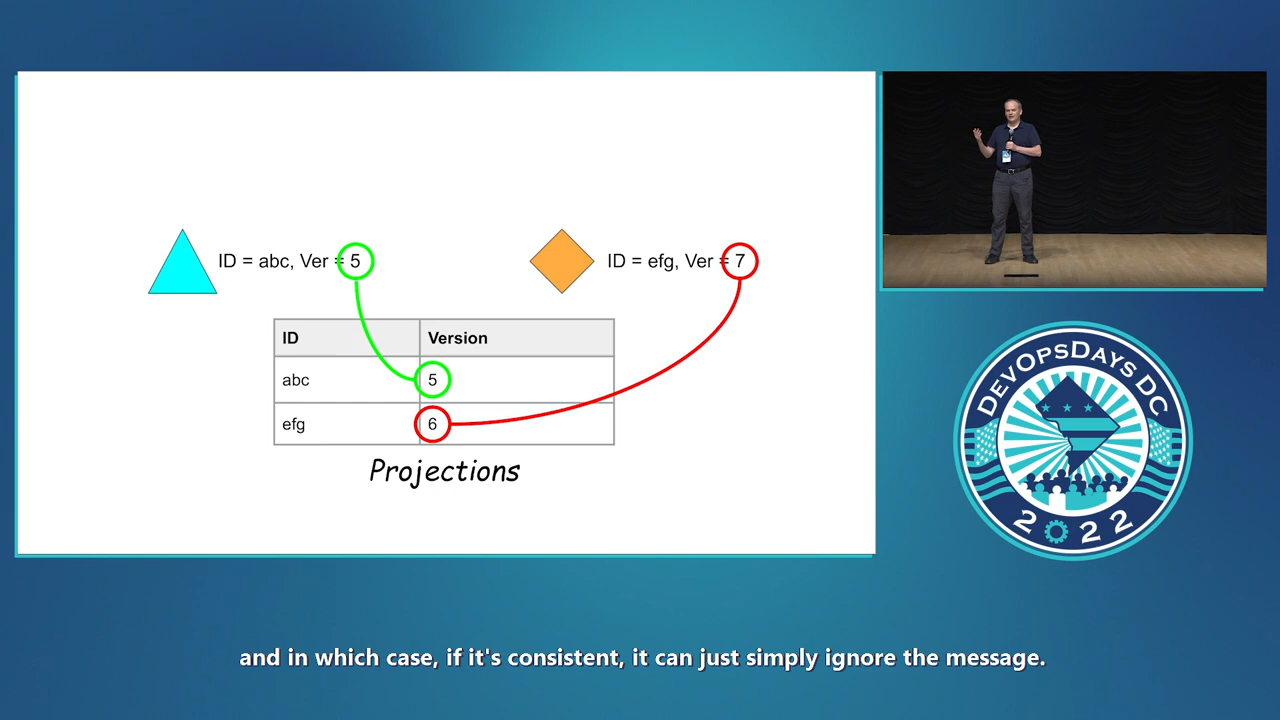 ID = abc, Ver = 5
ID = efg, Ver = 7
ID Version
abc 5
efg 6
Projections
DEVOPSDAYS DC
2022
and in which case, if it's consistent, it can just simply ignore the message.